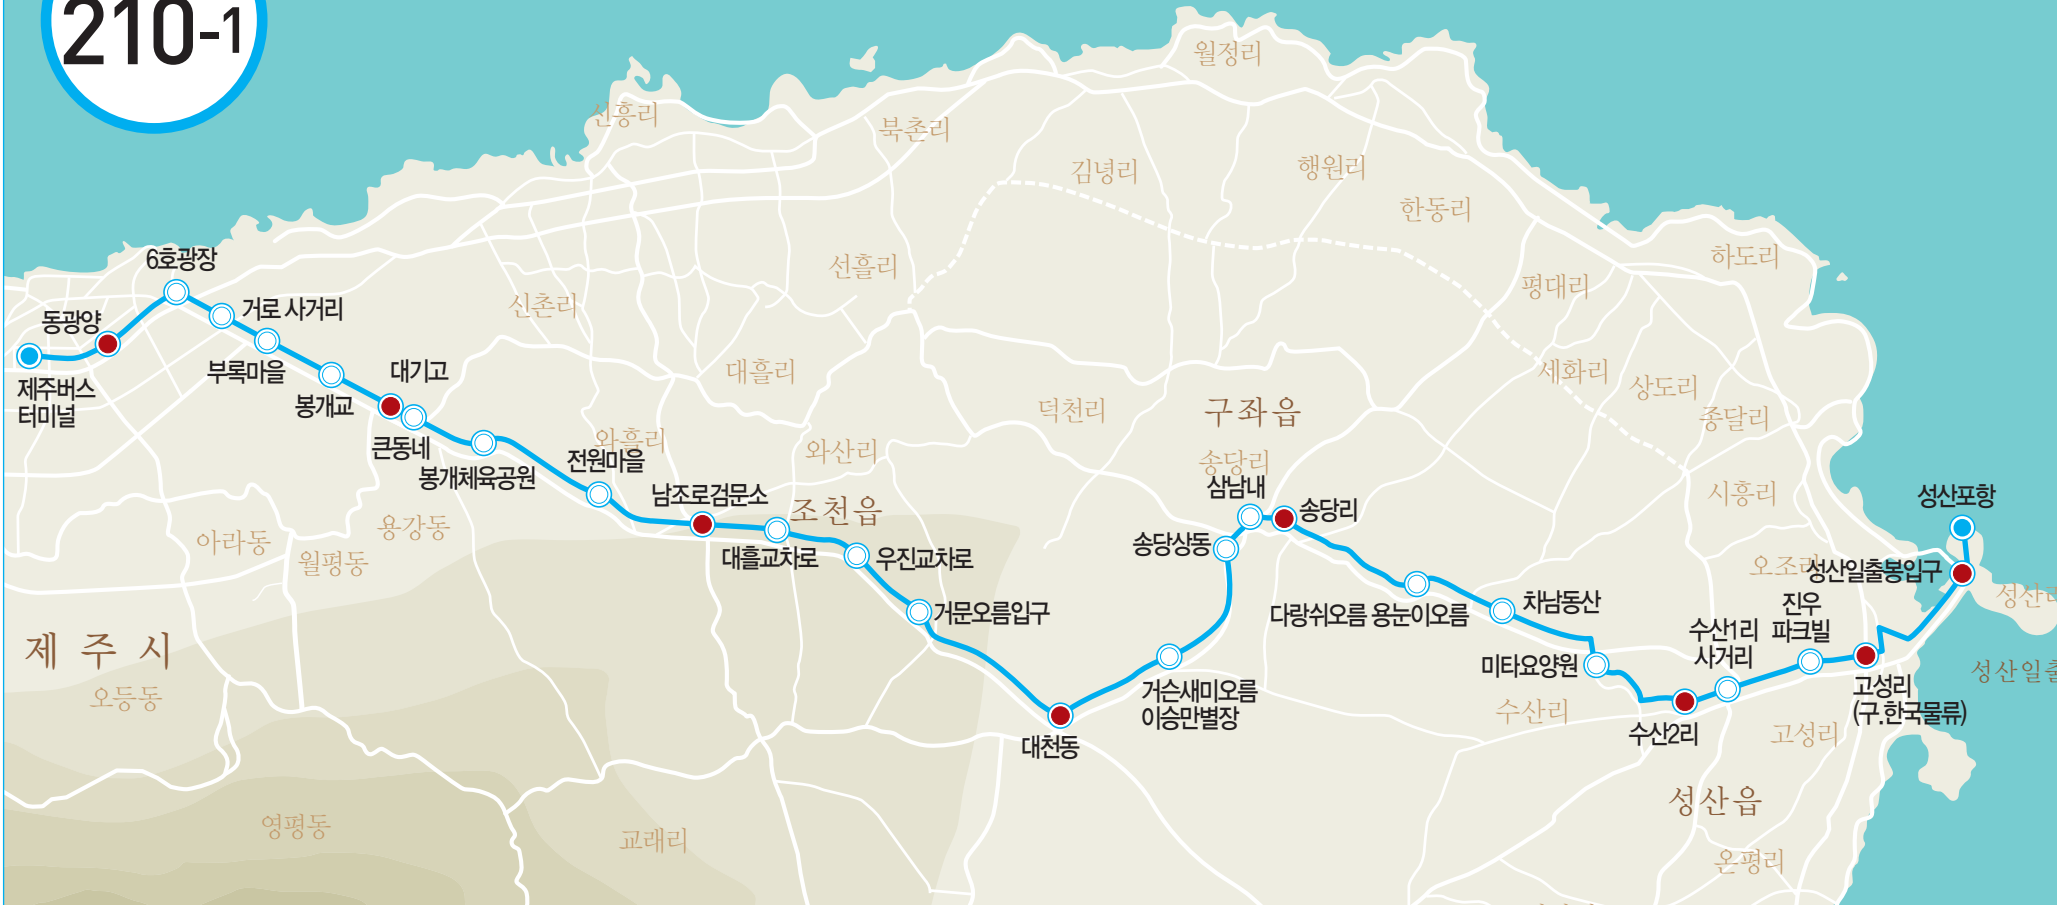 210-1
월정리
신흥리
북촌리
김녕리
행원리
한동리
하도리
6호광장
선흘리
평대리
거로 사거리
신촌리
동광양
제주버스
터미널
부록마을
대기고
대흘리
세화리
상도리
종달리
봉개교
덕천리
구좌읍
큰동네
와흘리
와산리
송당리
봉개체육공원
전원마을
삼남내
시흥리
성산포항
남조로검문소
조천읍
송당리
아라동
용강동
월평동
대흘교차로
우진교차로
송당상동
오조리
성산일출봉입구
거문오름입구
다랑쉬오름 용눈이오름
차남동산
진우
파크빌
수산1리
사거리
제 주 시
오등동
미타요양원
거슨새미오름
이승만별장
고성리
(구.한국물류)
수산리
수산2리
고성리
대천동
성산읍
영평동
교래리
온평리